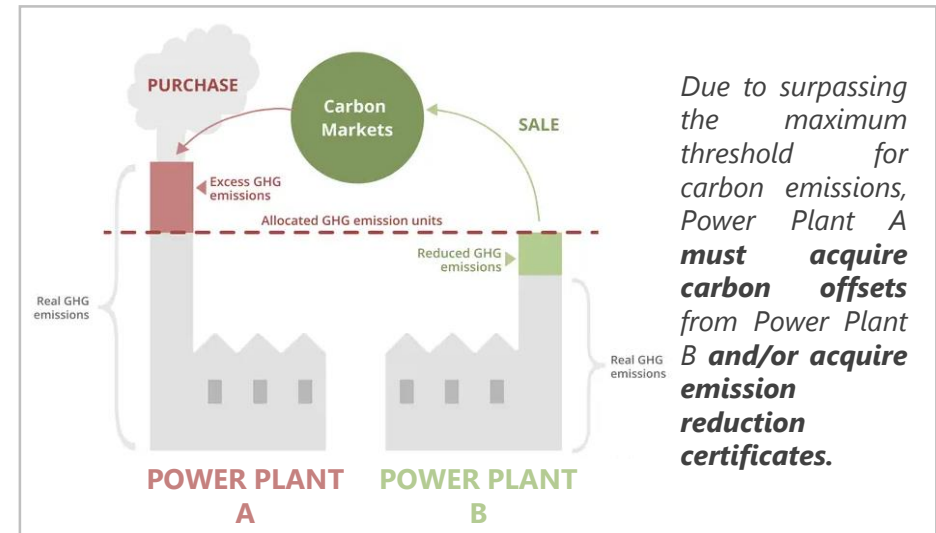 PURCHASE
Carbon
Markets
SALE
Excess GHG
emissions
Allocated GHG emission units
Reduced GHG
emissions
Real GHG
emissions
Real GHG
emissions
POWER PLANT
A
POWER PLANT
B
Due to surpassing
the maximum
threshold for
carbon emissions,
Power Plant A
must acquire
carbon offsets
from Power Plant
B and/or acquire
emission
reduction
certificates.